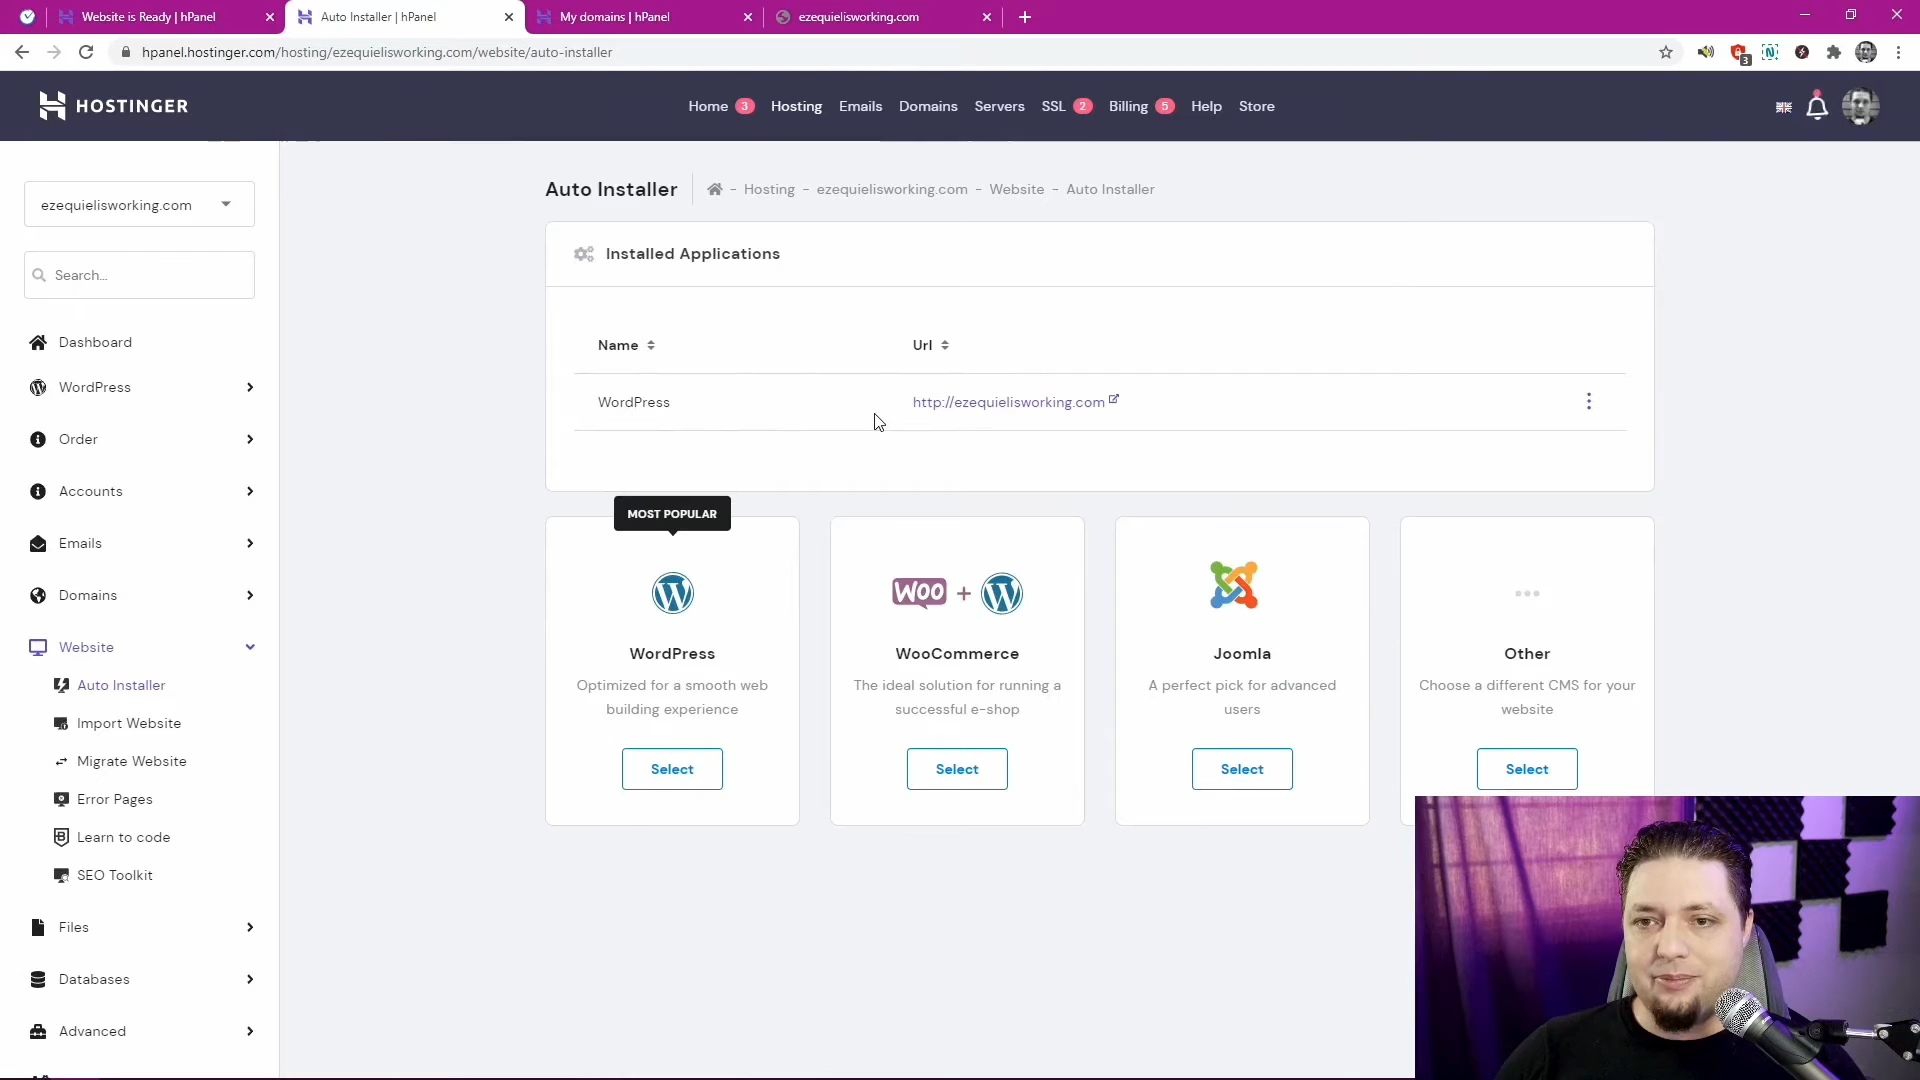 Website is Ready | hPanel
Auto Installer | hPanel
My domains | hPanel
ezequielisworking.com
hpanel.hostinger.com/hosting/ezequielisworking.com/website/auto-installer
3
HOSTINGER
Home 3 Hosting Emails Domains Servers SSL 2 Billing 5 Help Store
ezequielisworking.com
Search...
Dashboard
WordPress
Order
Accounts
Emails
Domains
Website
Auto Installer
Import Website
Migrate Website
Error Pages
Learn to code
SEO Toolkit
Files
Databases
Advanced
Auto Installer
- Hosting - ezequielisworking.com - Website - Auto Installer
Installed Applications
Name Url
WordPress http://ezequielisworking.com
MOST POPULAR
WordPress
Optimized for a smooth web
building experience
Select
WOO +
WooCommerce
The ideal solution for running a
successful e-shop
Select
Joomla
A perfect pick for advanced
users
Select
Other
Choose a different CMS for your
website
Select